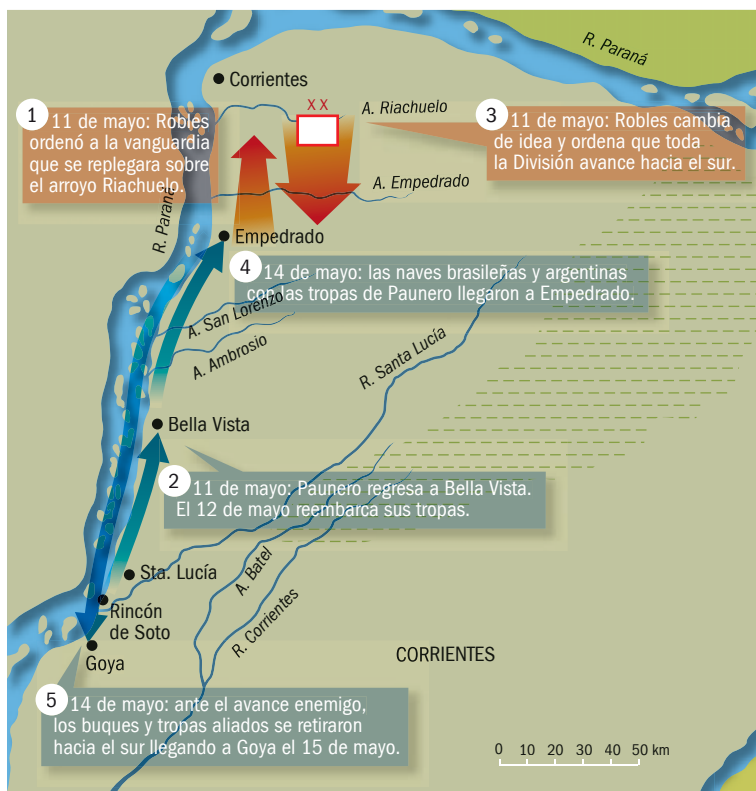 R. Paraná
Corrientes
X X
A. Riachuelo
1 11 de mayo: Robles
ordenó a la vanguardia
que se replegara sobre
el arroyo Riachuelo.
3 11 de mayo: Robles cambia
de idea y ordena que toda
la División avance hacia el sur.
A. Empedrado
R. Paraná
Empedrado
4 14 de mayo: las naves brasileñas y argentinas
con las tropas de Paunero llegaron a Empedrado.
A. San Lorenzo
A. Ambrosio
R. Santa Lucía
Bella Vista
2 11 de mayo: Paunero regresa a Bella Vista.
El 12 de mayo reembarca sus tropas.
Sta. Lucía
A. Batel
R. Corrientes
Rincón
de Soto
Goya
CORRIENTES
5 14 de mayo: ante el avance enemigo,
los buques y tropas aliados se retiraron
hacia el sur llegando a Goya el 15 de mayo.
0 10 20 30 40 50 km